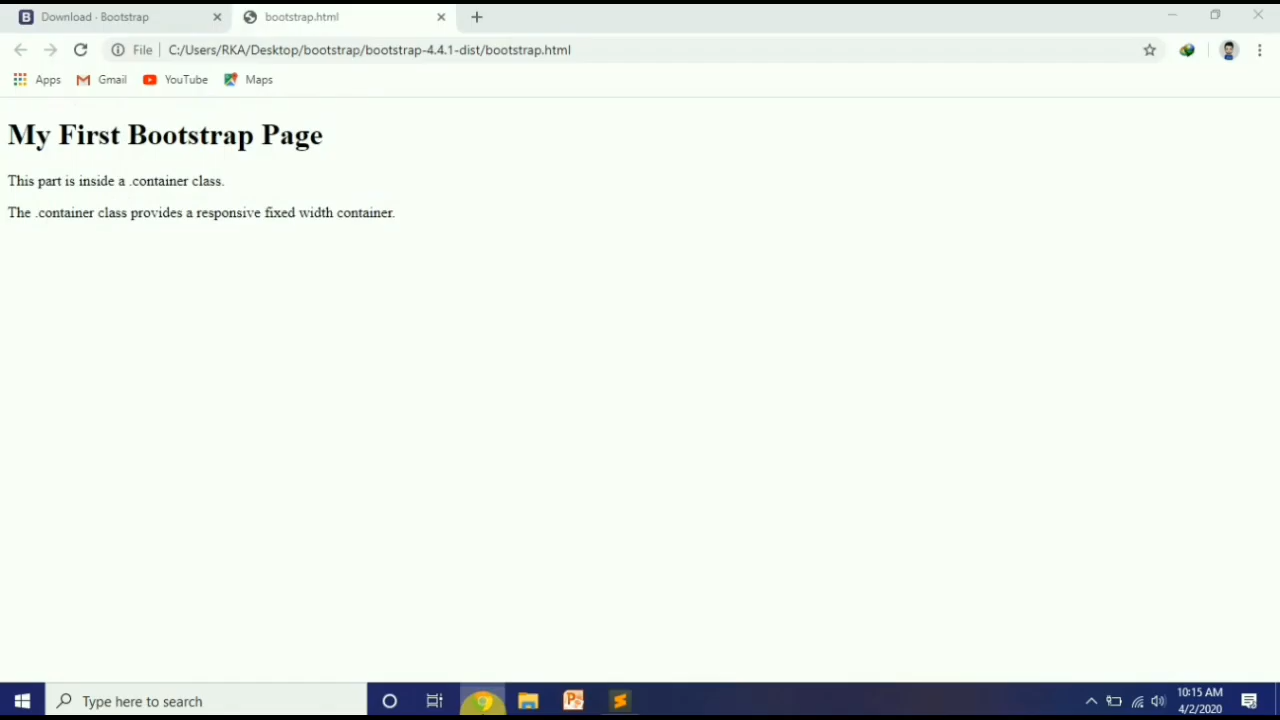 Download · Bootstrap
bootstrap.html
File
C:/Users/RKA/Desktop/bootstrap/bootstrap-4.4.1-dist/bootstrap.html
Apps
Gmail
YouTube
Maps
My First Bootstrap Page
This part is inside a .container class.
The .container class provides a responsive fixed width container.
Type here to search
10:15 AM
4/2/2020